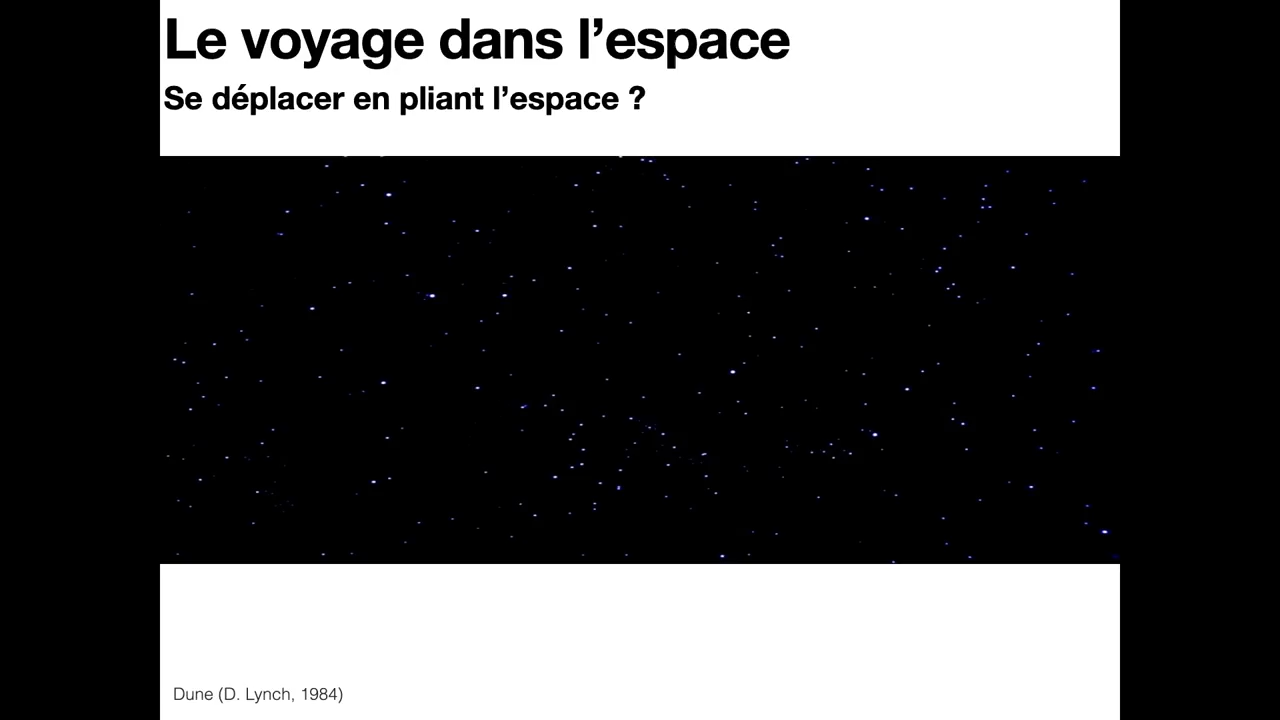 Le voyage dans l’espace
Se déplacer en pliant l’espace ?
Dune (D. Lynch, 1984)